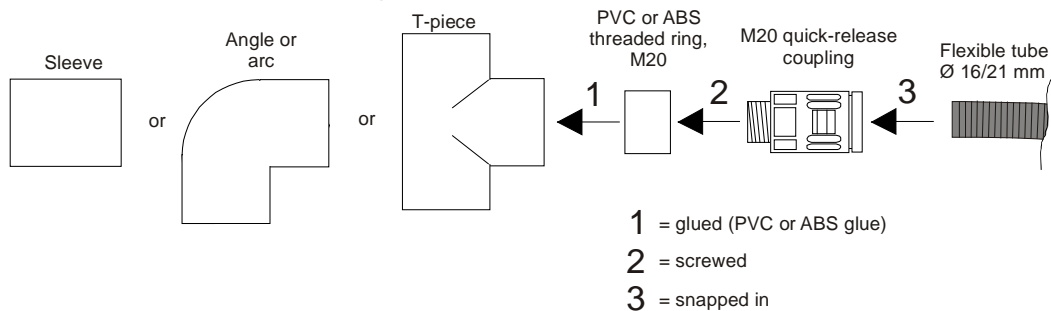 Sleeve
or
Angle or
arc
or
T-piece
1
PVC or ABS
threaded ring,
M20
2
M20 quick-release
coupling
3
Flexible tube
Ø 16/21 mm
1 = glued (PVC or ABS glue)
2 = screwed
3 = snapped in